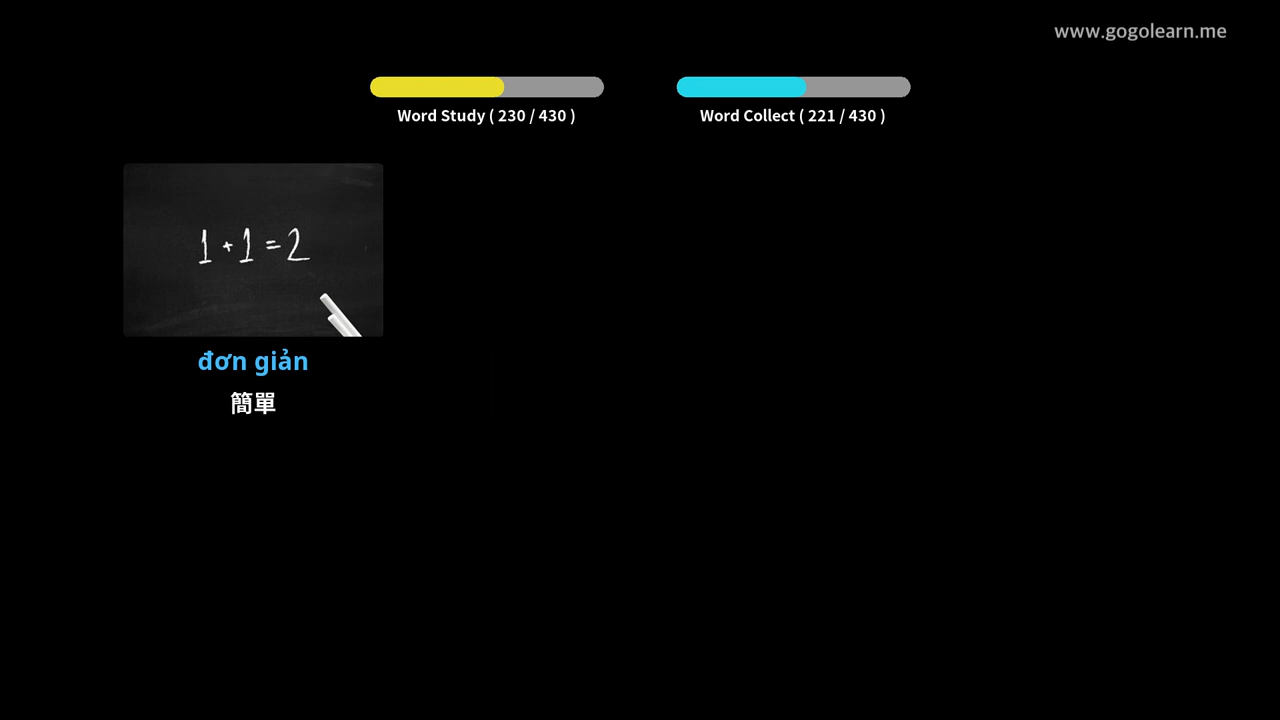 www.gogolearn.me
Word Study ( 230 / 430 )
Word Collect ( 221 / 430 )
1 + 1 = 2
đơn giản
簡單